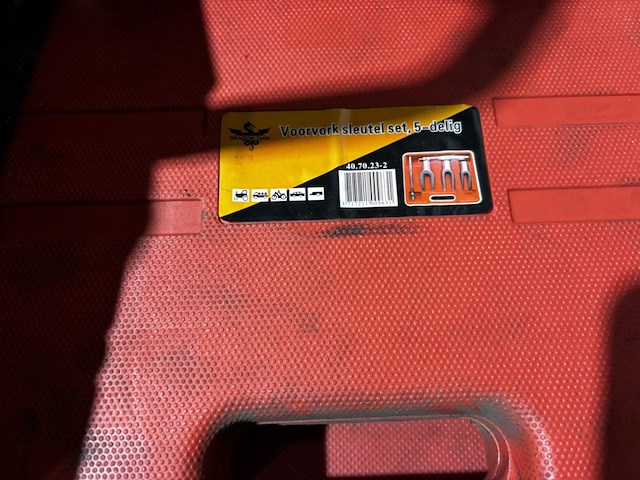 Voorvork sleutel set, 5-delig
40.70.23-2